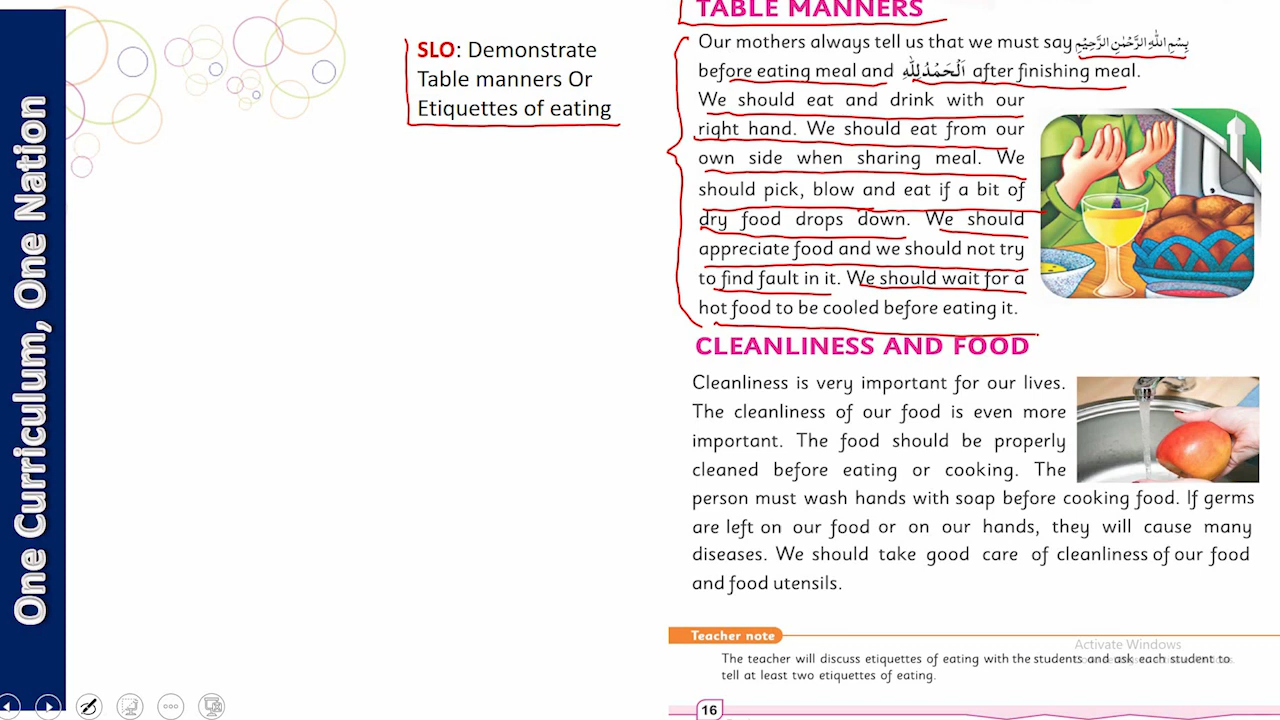 One Curriculum, One Nation
SLO: Demonstrate
Table manners Or
Etiquettes of eating
TABLE MANNERS
Our mothers always tell us that we must say بِسْمِ اللهِ الرَّحْمٰنِ الرَّحِيْمِ
before eating meal and اَلْحَمْدُلِلّٰهِ after finishing meal.
We should eat and drink with our
right hand. We should eat from our
own side when sharing meal. We
should pick, blow and eat if a bit of
dry food drops down. We should
appreciate food and we should not try
to find fault in it. We should wait for a
hot food to be cooled before eating it.
CLEANLINESS AND FOOD
Cleanliness is very important for our lives.
The cleanliness of our food is even more
important. The food should be properly
cleaned before eating or cooking. The
person must wash hands with soap before cooking food. If germs
are left on our food or on our hands, they will cause many
diseases. We should take good care of cleanliness of our food
and food utensils.
Teacher note
Activate Windows
The teacher will discuss etiquettes of eating with the students and ask each student to
tell at least two etiquettes of eating.
16